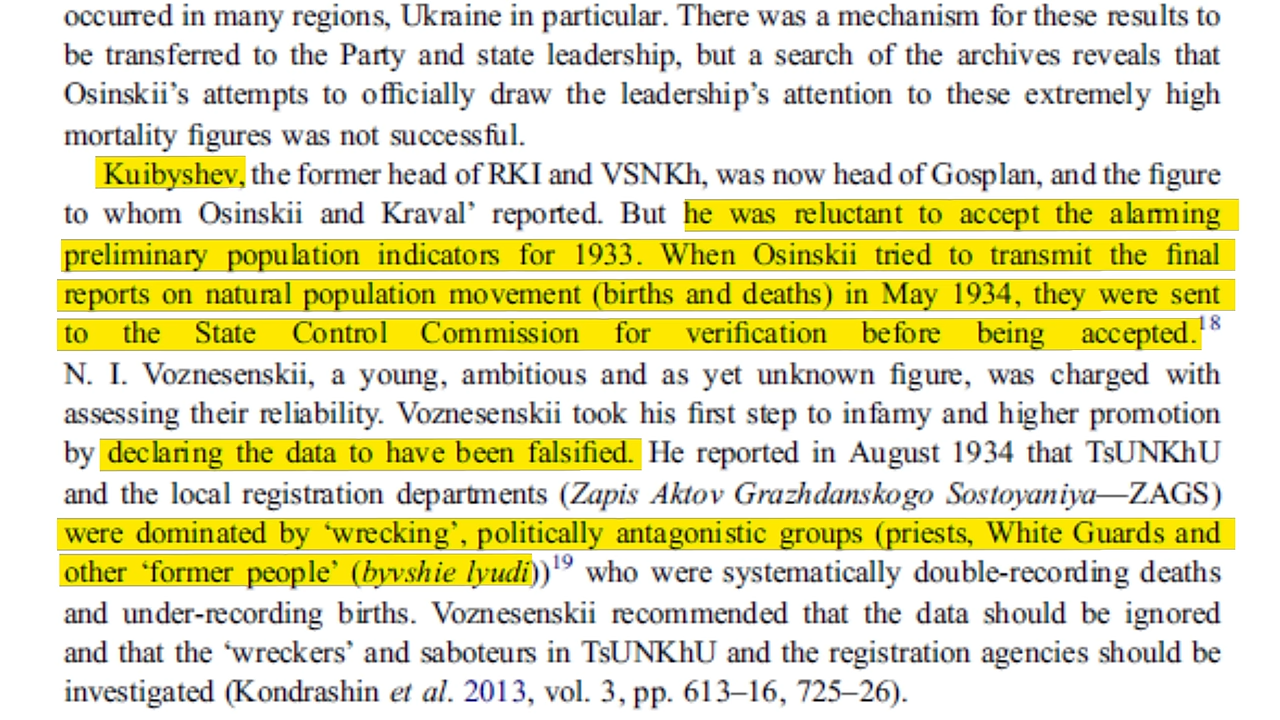 occurred in many regions, Ukraine in particular. There was a mechanism for these results to
be transferred to the Party and state leadership, but a search of the archives reveals that
Osinskii’s attempts to officially draw the leadership’s attention to these extremely high
mortality figures was not successful.
Kuibyshev, the former head of RKI and VSNKh, was now head of Gosplan, and the figure
to whom Osinskii and Kraval’ reported. But he was reluctant to accept the alarming
preliminary population indicators for 1933. When Osinskii tried to transmit the final
reports on natural population movement (births and deaths) in May 1934, they were sent
to the State Control Commission for verification before being accepted.18
N. I. Voznesenskii, a young, ambitious and as yet unknown figure, was charged with
assessing their reliability. Voznesenskii took his first step to infamy and higher promotion
by declaring the data to have been falsified. He reported in August 1934 that TsUNKhU
and the local registration departments (Zapis Aktov Grazhdanskogo Sostoyaniya—ZAGS)
were dominated by ‘wrecking’, politically antagonistic groups (priests, White Guards and
other ‘former people’ (byvshie lyudi))19 who were systematically double-recording deaths
and under-recording births. Voznesenskii recommended that the data should be ignored
and that the ‘wreckers’ and saboteurs in TsUNKhU and the registration agencies should be
investigated (Kondrashin et al. 2013, vol. 3, pp. 613–16, 725–26).